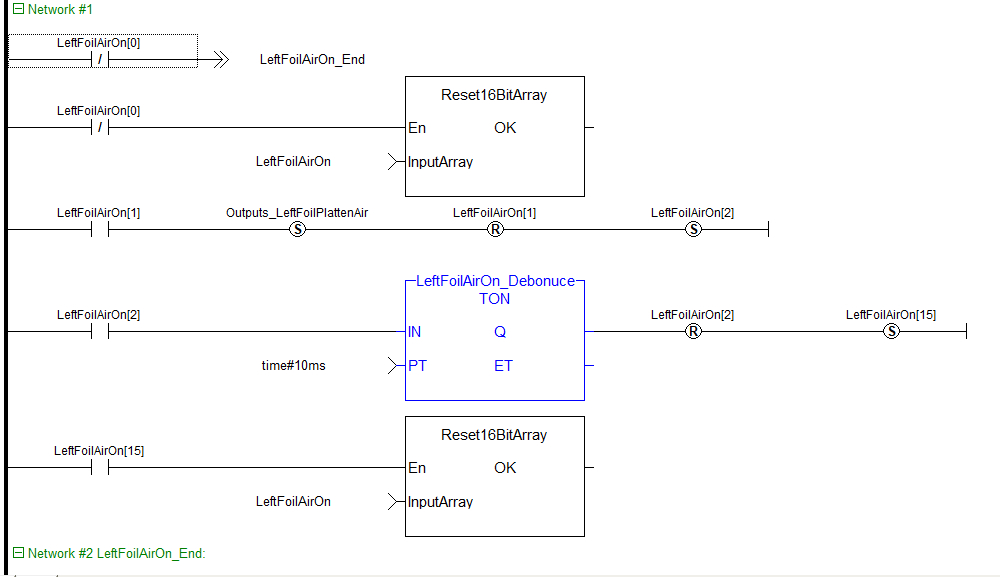 Network #1
LeftFoilAirOn[0]
/
LeftFoilAirOn_End
Reset16BitArray
LeftFoilAirOn[0]
/
En OK
LeftFoilAirOn InputArray
LeftFoilAirOn[1] Outputs_LeftFoilPlattenAir LeftFoilAirOn[1] LeftFoilAirOn[2]
S R S
LeftFoilAirOn_Debonuce
TON
LeftFoilAirOn[2] LeftFoilAirOn[2] LeftFoilAirOn[15]
IN Q R S
time#10ms PT ET
Reset16BitArray
LeftFoilAirOn[15]
En OK
LeftFoilAirOn InputArray
Network #2 LeftFoilAirOn_End: